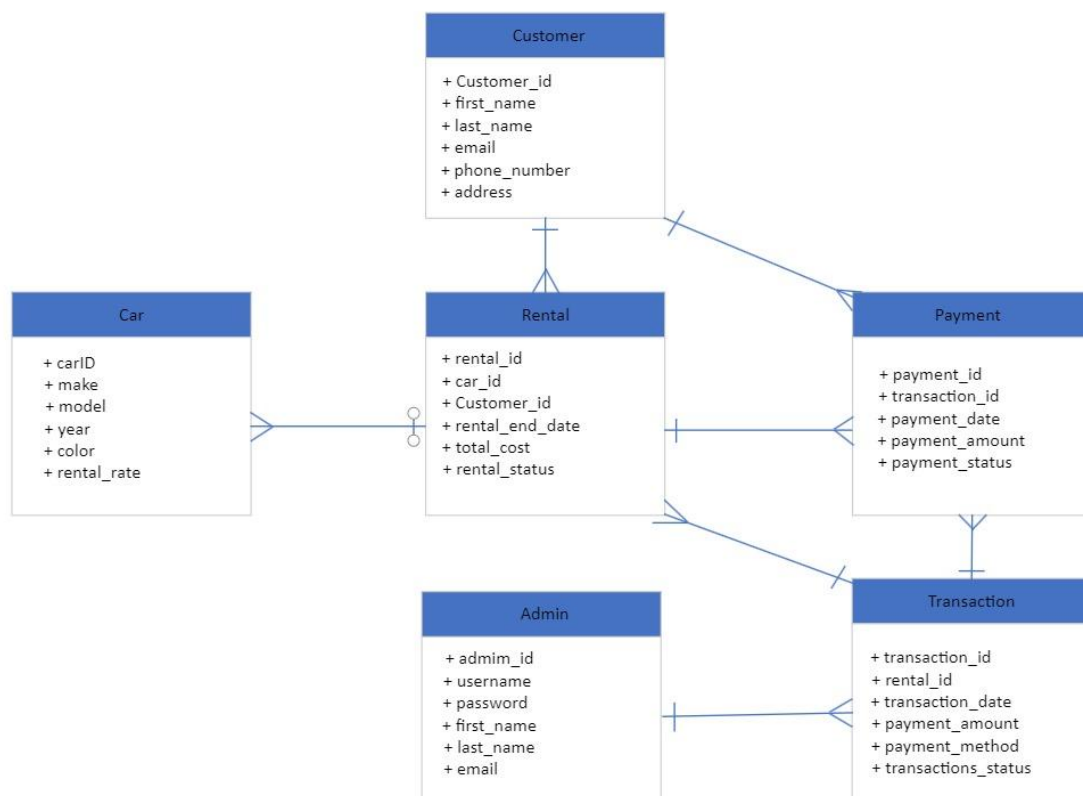 Customer
+ Customer_id
+ first_name
+ last_name
+ email
+ phone_number
+ address
Car
+ carID
+ make
+ model
+ year
+ color
+ rental_rate
Rental
+ rental_id
+ car_id
+ Customer_id
+ rental_end_date
+ total_cost
+ rental_status
Payment
+ payment_id
+ transaction_id
+ payment_date
+ payment_amount
+ payment_status
Admin
+ admim_id
+ username
+ password
+ first_name
+ last_name
+ email
Transaction
+ transaction_id
+ rental_id
+ transaction_date
+ payment_amount
+ payment_method
+ transactions_status